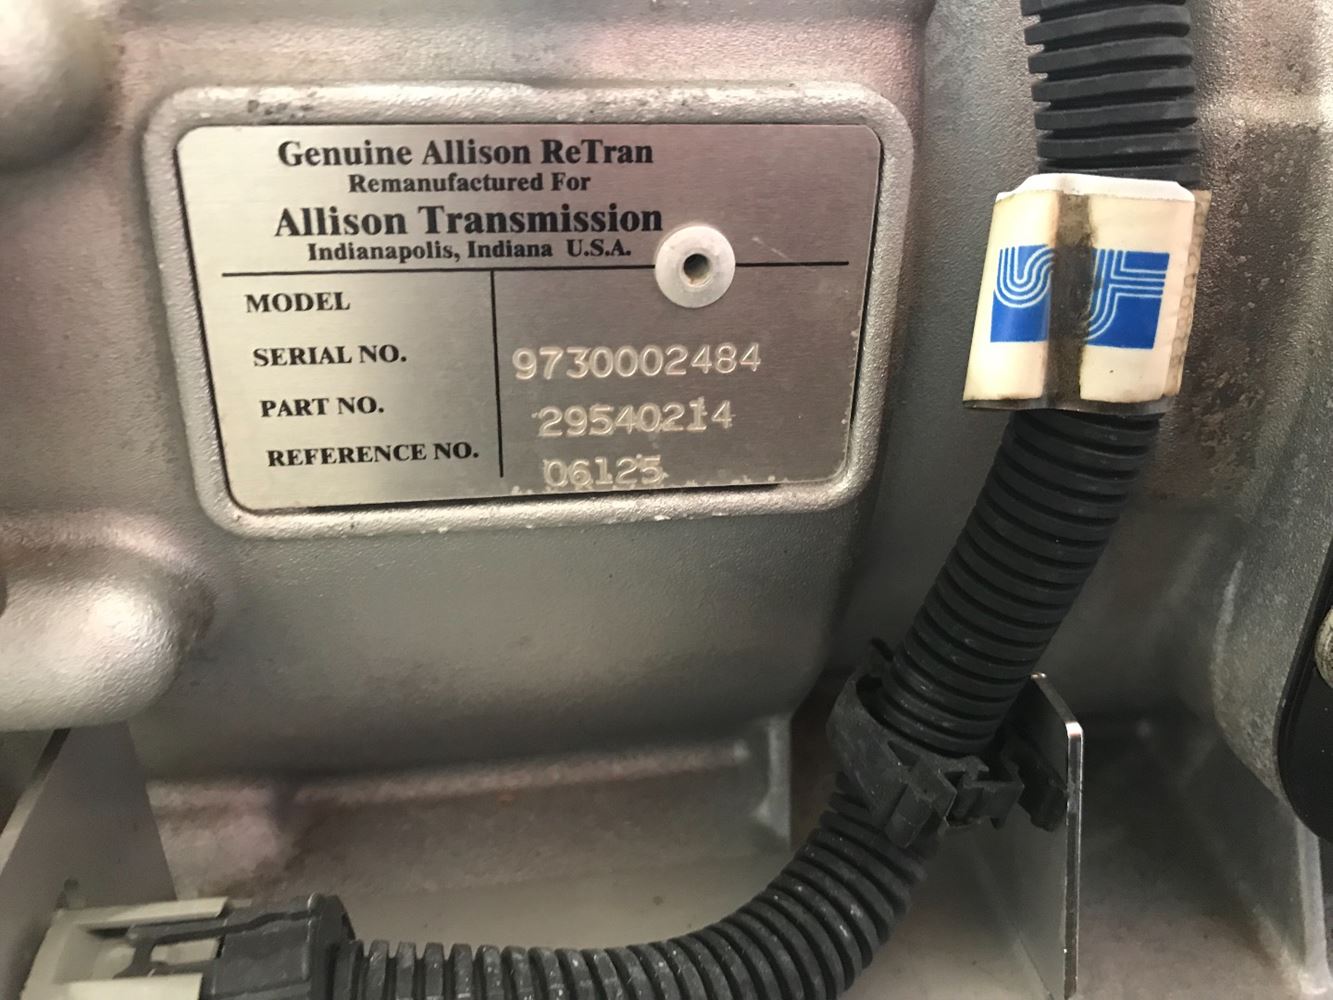 Genuine Allison ReTran
Remanufactured For
Allison Transmission
Indianapolis, Indiana U.S.A.
MODEL
SERIAL NO. 9730002484
PART NO. 29540214
REFERENCE NO. 06125